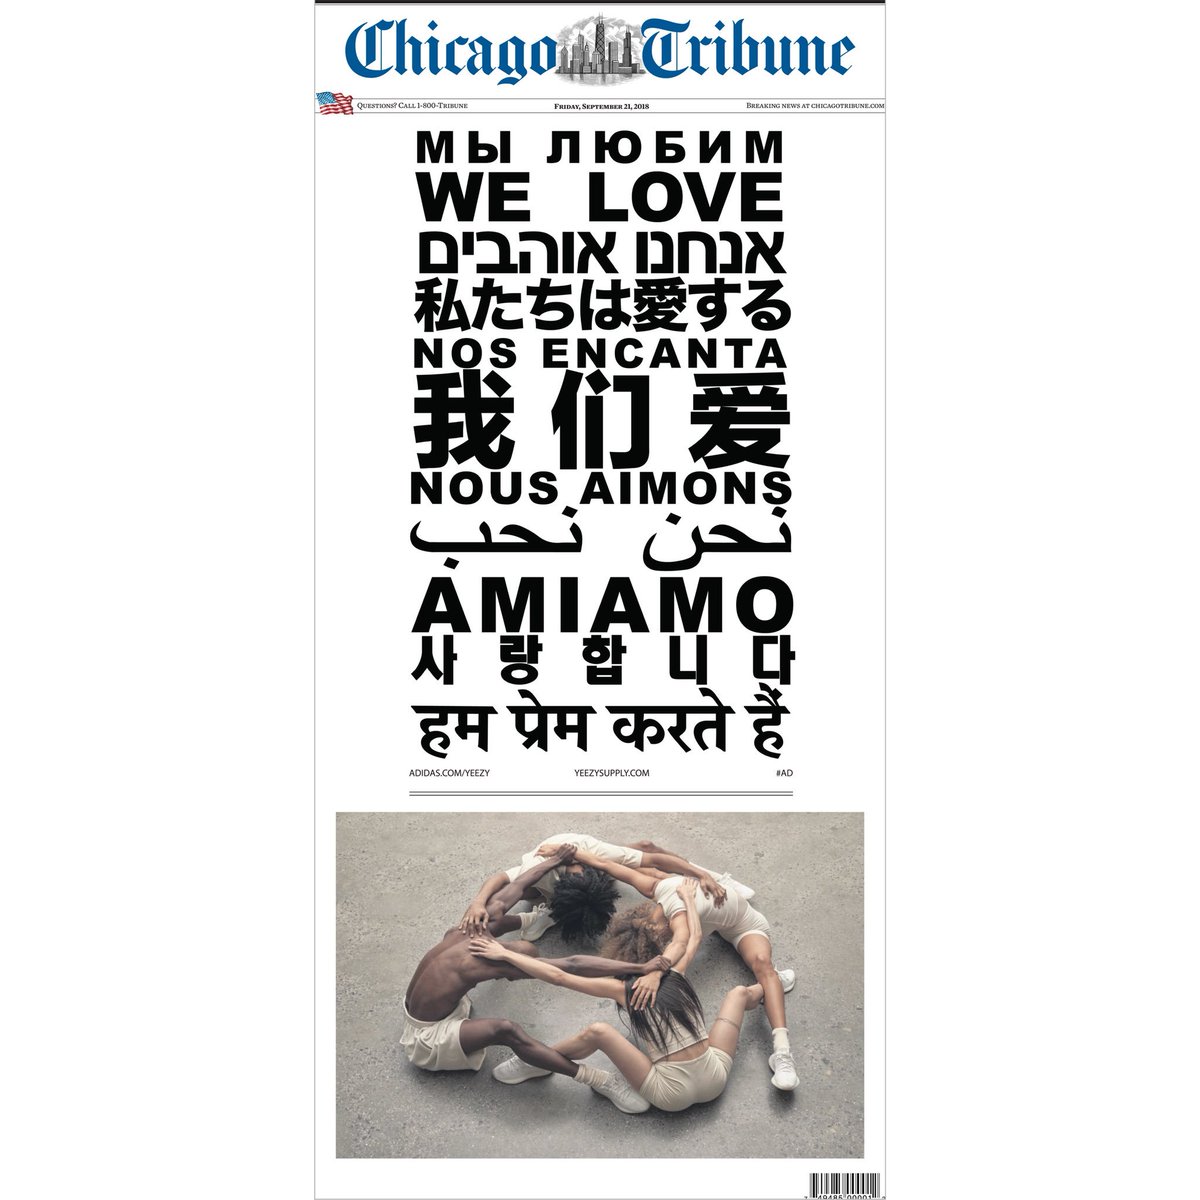 Chicago Tribune
QUESTIONS? CALL 1-800-TRIBUNE
FRIDAY, SEPTEMBER 21, 2018
BREAKING NEWS AT CHICAGOTRIBUNE.COM
МЫ ЛЮБИМ
WE LOVE
אנחנו אוהבים
私たちは愛する
NOS ENCANTA
我们爱
NOUS AIMONS
نحن نحب
AMIAMO
사랑합니다
हम प्रेम करते हैं
ADIDAS.COM/YEEZY
YEEZYSUPPLY.COM
#AD